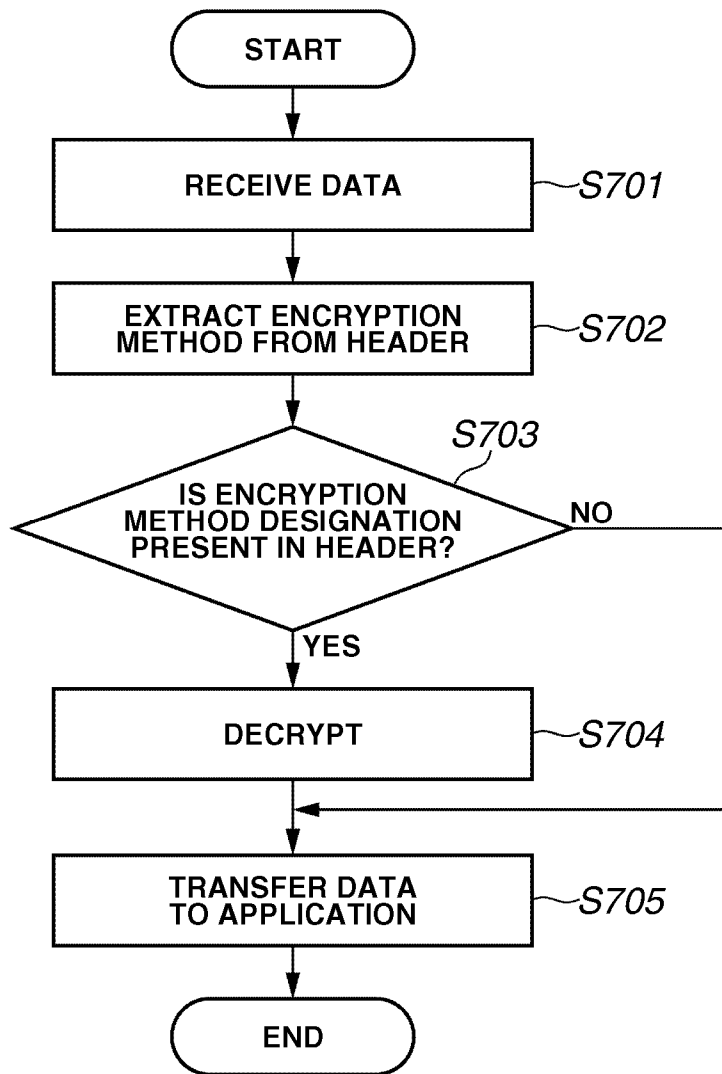 START
RECEIVE DATA
S701
EXTRACT ENCRYPTION
METHOD FROM HEADER
S702
S703
IS ENCRYPTION
METHOD DESIGNATION
PRESENT IN HEADER?
NO
YES
DECRYPT
S704
TRANSFER DATA
TO APPLICATION
S705
END